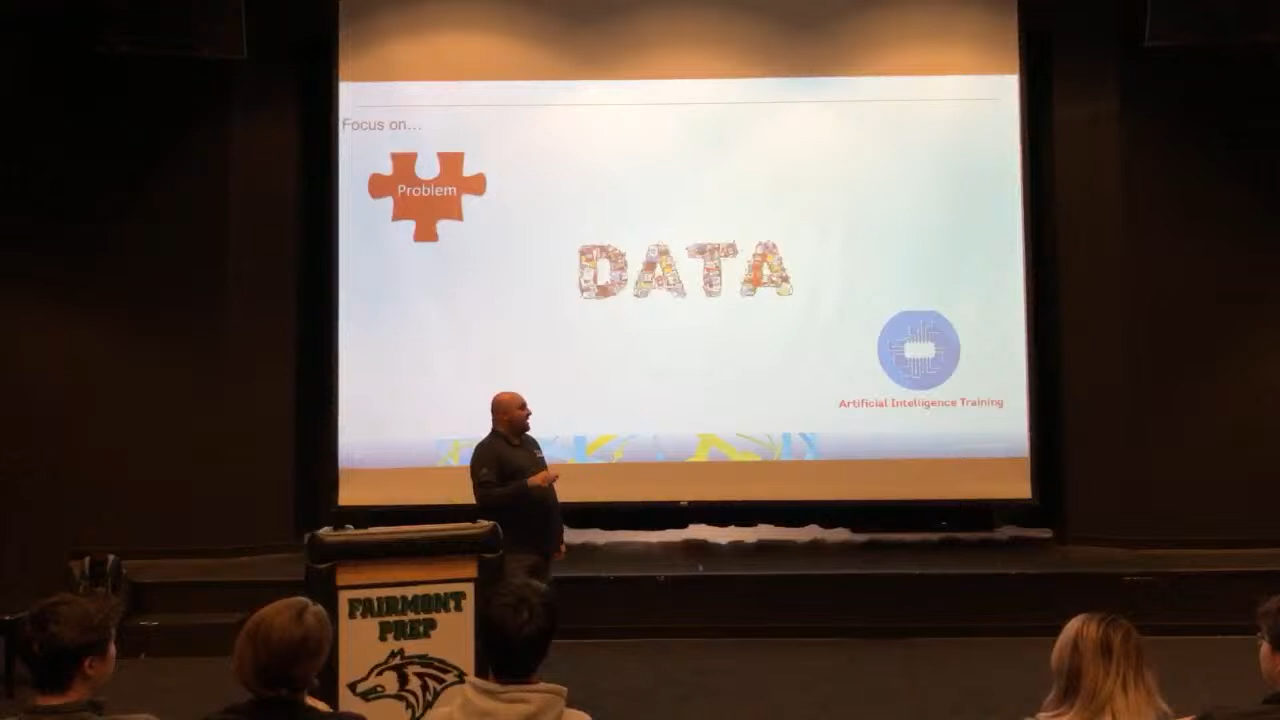 Focus on...
Problem
DATA
Artificial Intelligence Training
FAIRMONT
PREP